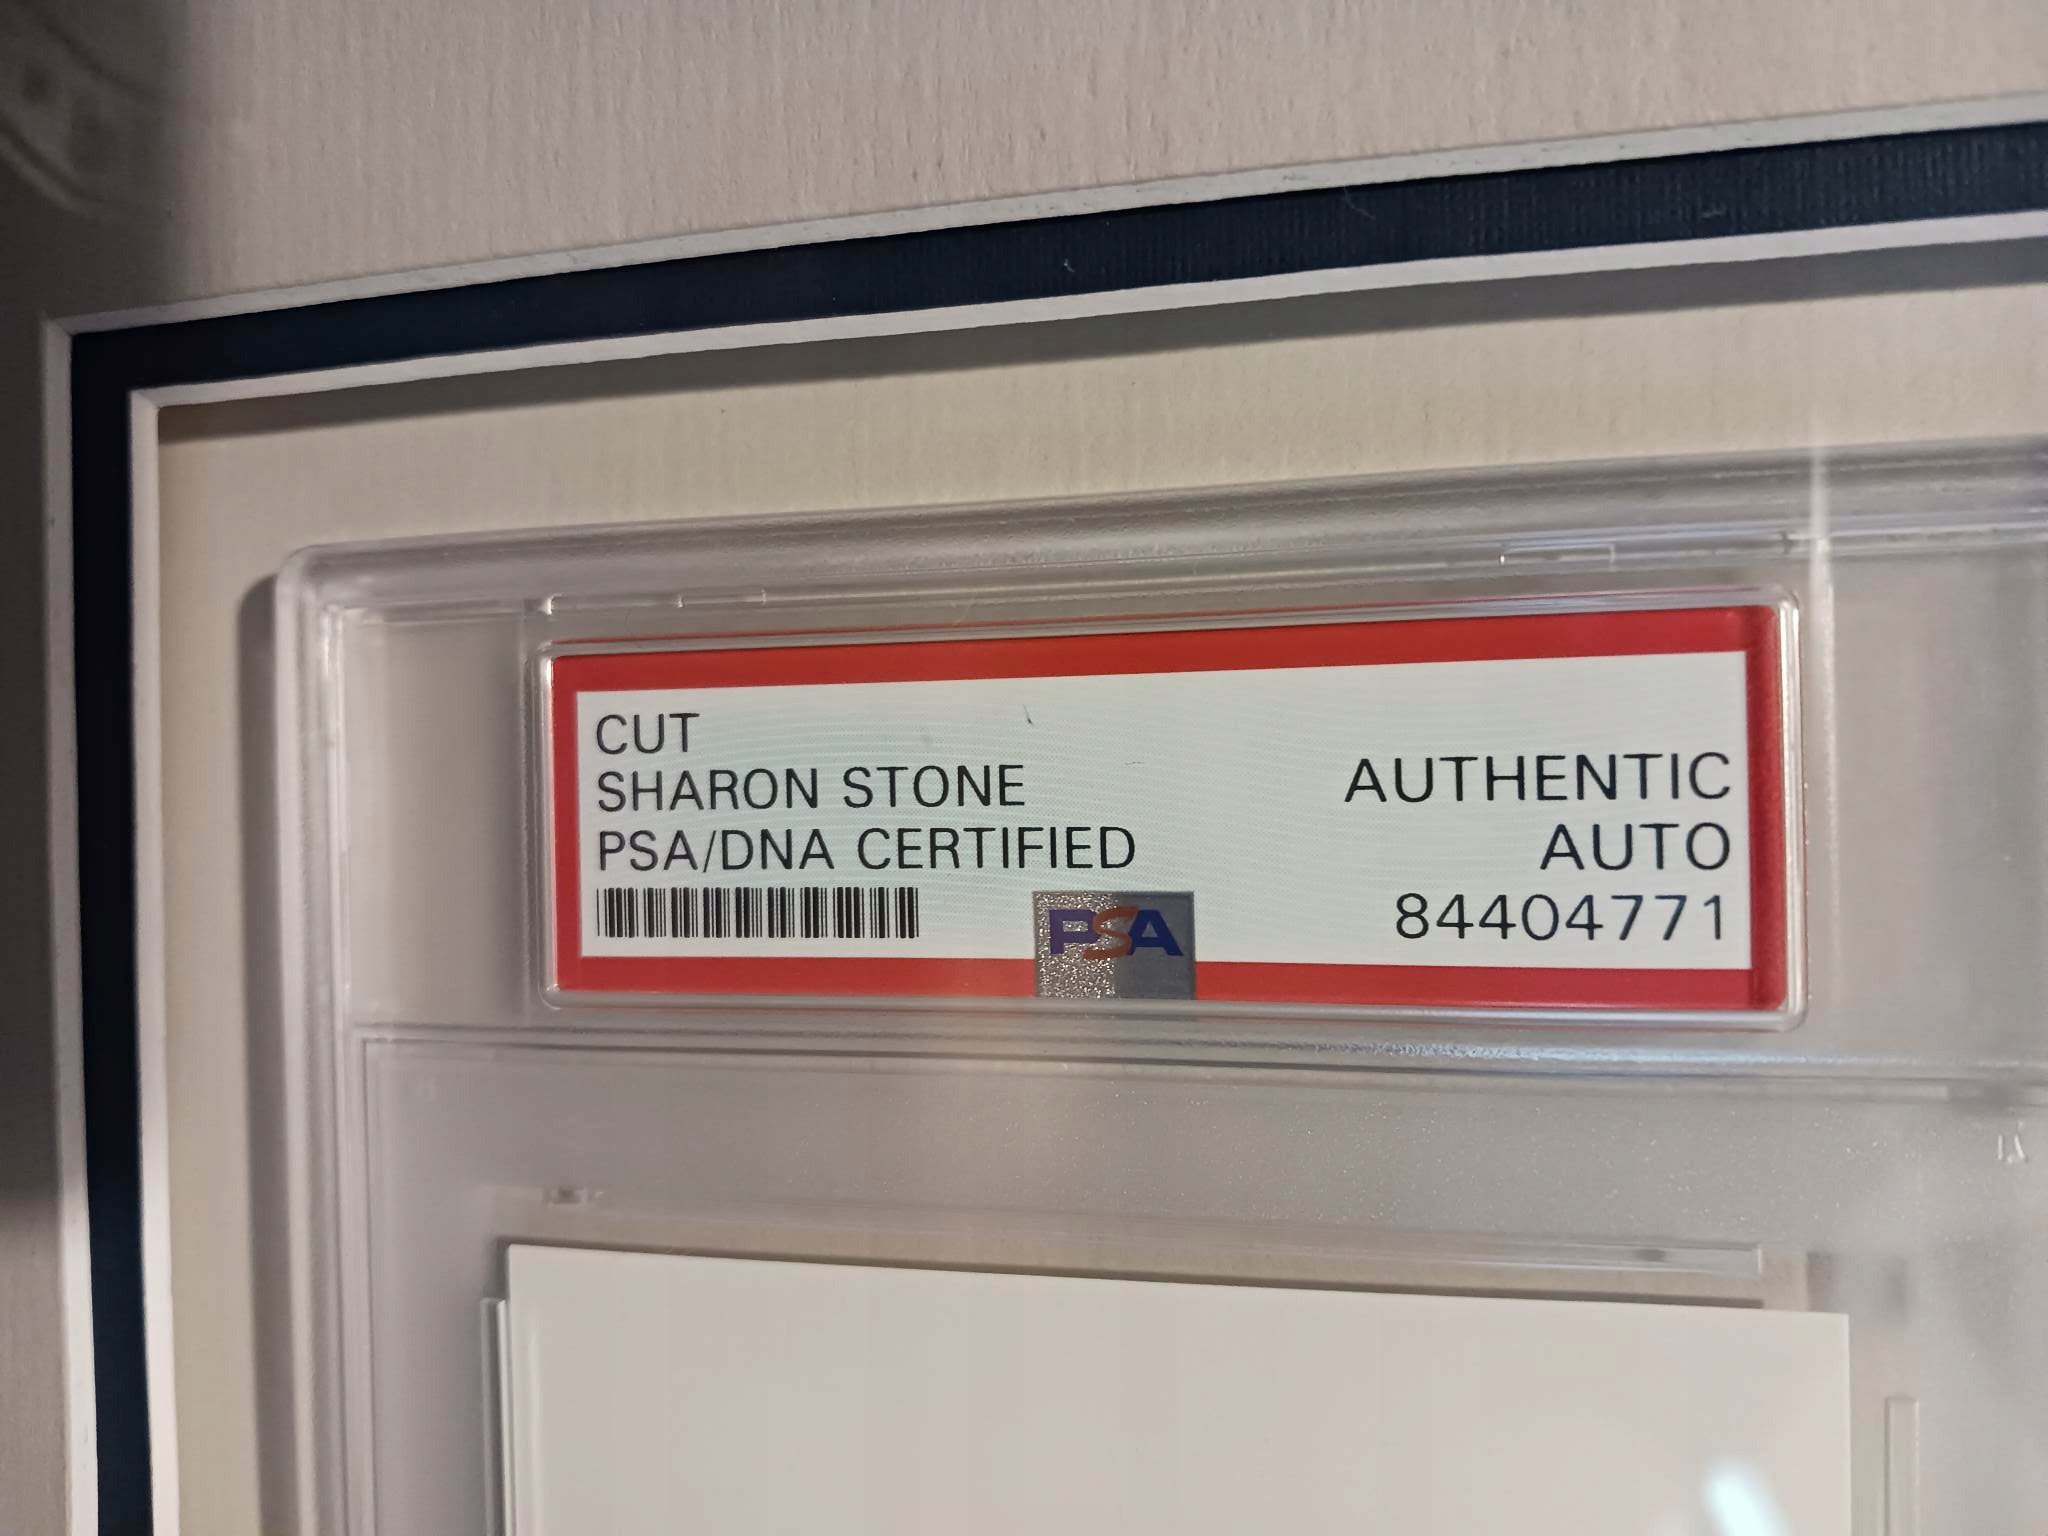 CUT
SHARON STONE
PSA/DNA CERTIFIED
AUTHENTIC
AUTO
84404771
PSA